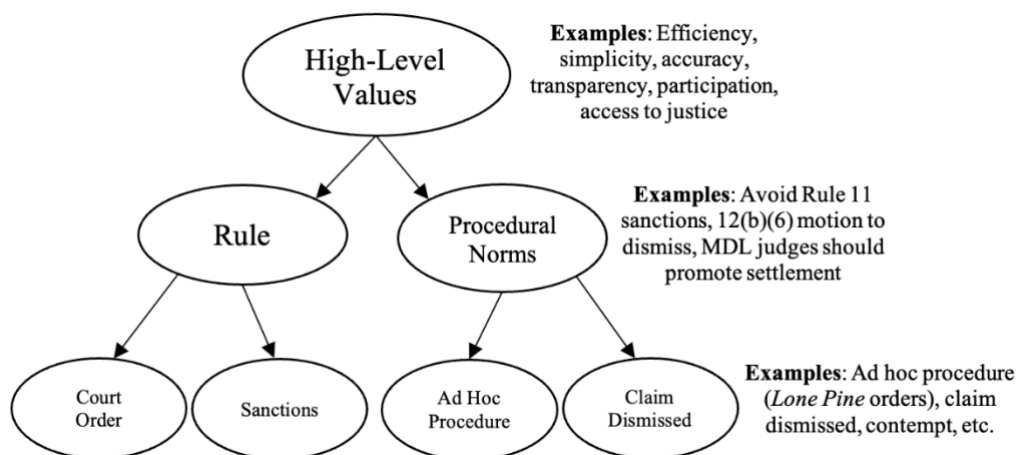 High-Level
Values
Examples: Efficiency,
simplicity, accuracy,
transparency, participation,
access to justice
Rule
Procedural
Norms
Examples: Avoid Rule 11
sanctions, 12(b)(6) motion to
dismiss, MDL judges should
promote settlement
Court
Order
Sanctions
Ad Hoc
Procedure
Claim
Dismissed
Examples: Ad hoc procedure
(Lone Pine orders), claim
dismissed, contempt, etc.